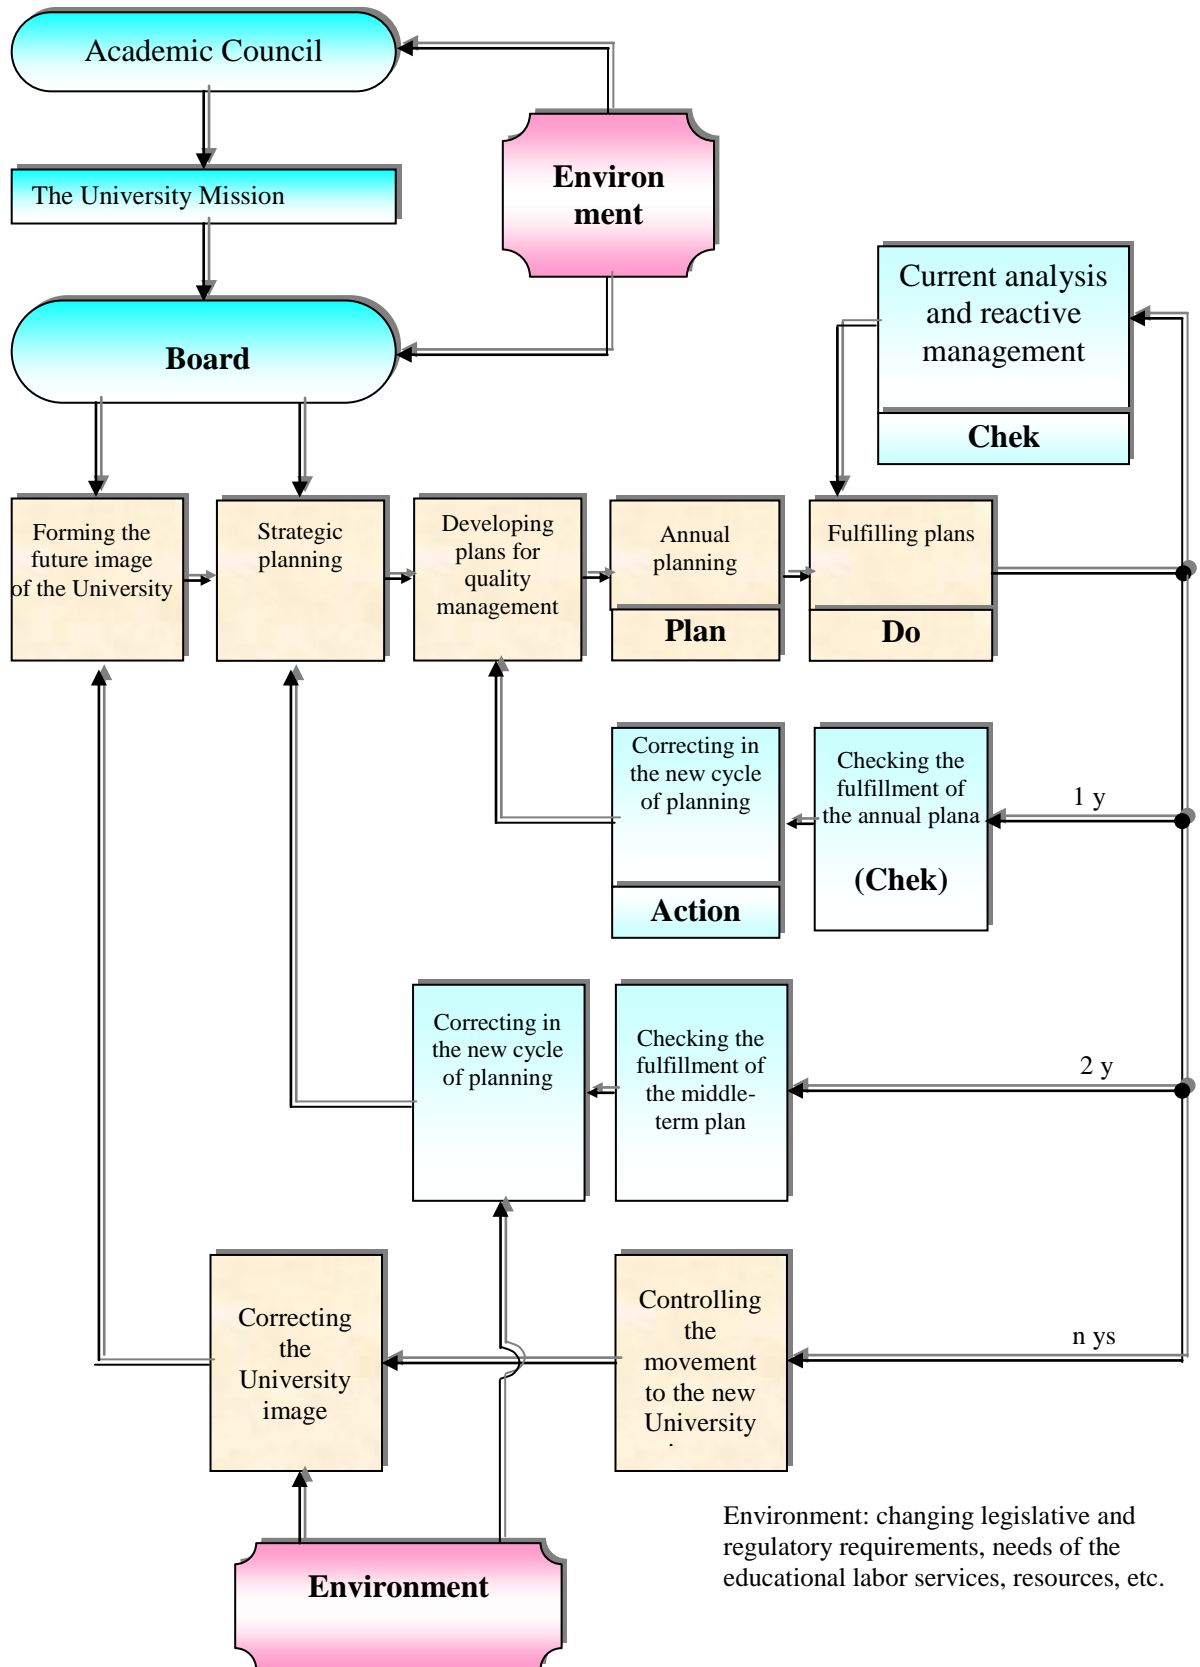 Academic Council
Environ
ment
The University Mission
Board
Current analysis
and reactive
management
Chek
Forming the
future image
of the University
Strategic
planning
Developing
plans for
quality
management
Annual
planning
Plan
Fulfilling plans
Do
Correcting in
the new cycle
of planning
Action
Checking the
fulfillment of
the annual plana
(Chek)
1 y
Correcting in
the new cycle
of planning
Checking the
fulfillment of
the middle-
term plan
2 y
Correcting
the
University
image
Controlling
the
movement
to the new
University
n ys
Environment
Environment: changing legislative and
regulatory requirements, needs of the
educational labor services, resources, etc.